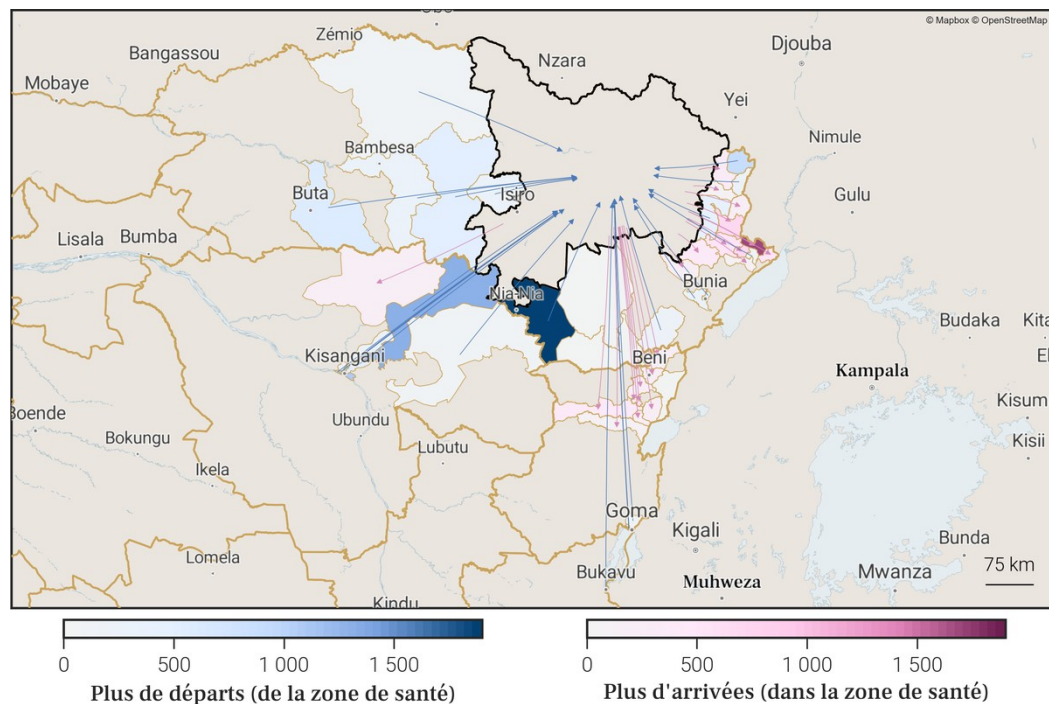 © Mapbox © OpenStreetMap
Zémio
Bangassou
Nzara
Djouba
Mobaye
Yei
Nimule
Bambesa
Buta
Isiro
Gulu
Lisala
Bumba
Bunia
Nia-Nia
Budaka
Kisangani
Beni
Kampala
Kisum
Ubundu
Boende
Bokungu
Kisii
Lubutu
Ikela
Goma
Kigali
Lomela
Bunda
Bukavu
Muhweza
Mwanza
75 km
Kindu
0 500 1 000 1 500
Plus de départs (de la zone de santé)
0 500 1 000 1 500
Plus d'arrivées (dans la zone de santé)